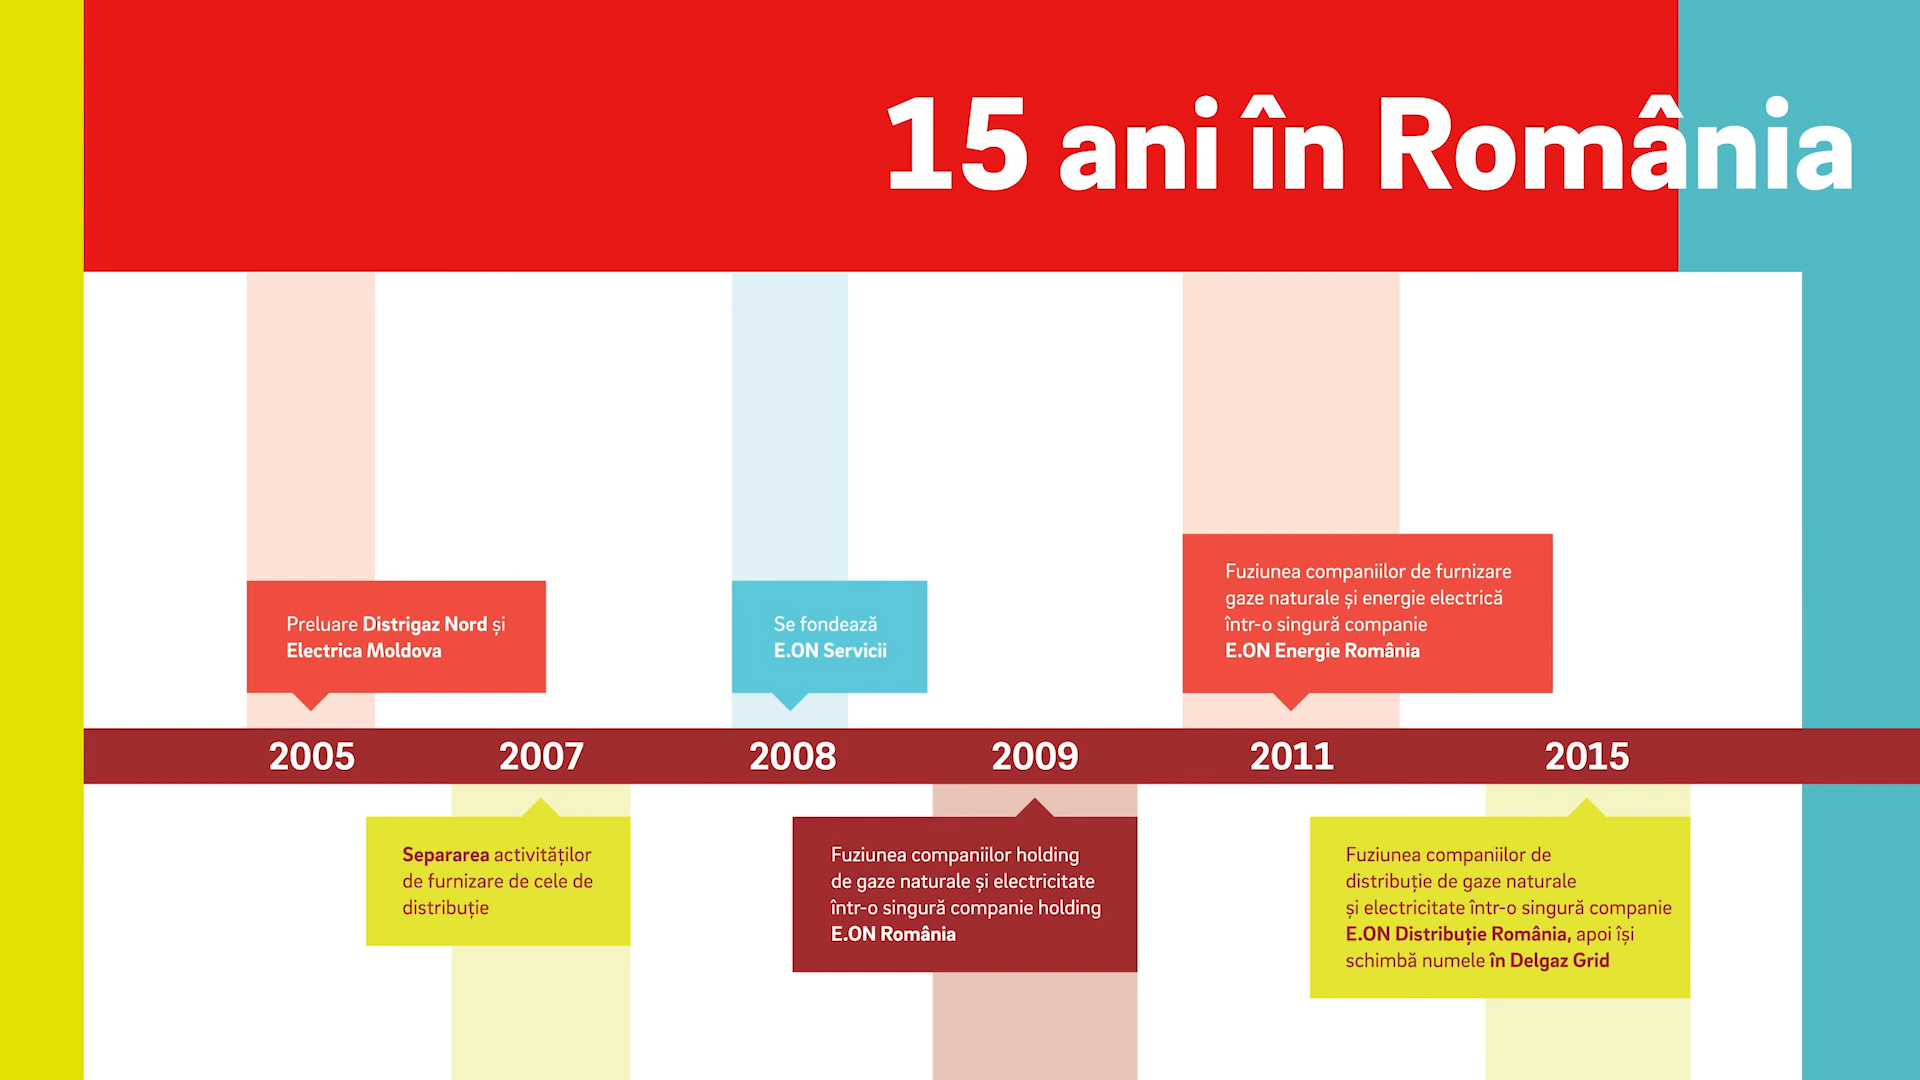 15 ani în România
Preluare Distrigaz Nord și
Electrica Moldova
Se fondează
E.ON Servicii
Fuziunea companiilor de furnizare
gaze naturale și energie electrică
într-o singură companie
E.ON Energie România
2005 2007 2008 2009 2011 2015
Separarea activităților
de furnizare de cele de
distribuție
Fuziunea companiilor holding
de gaze naturale și electricitate
într-o singură companie holding
E.ON România
Fuziunea companiilor de
distribuție de gaze naturale
și electricitate într-o singură companie
E.ON Distribuție România, apoi își
schimbă numele în Delgaz Grid